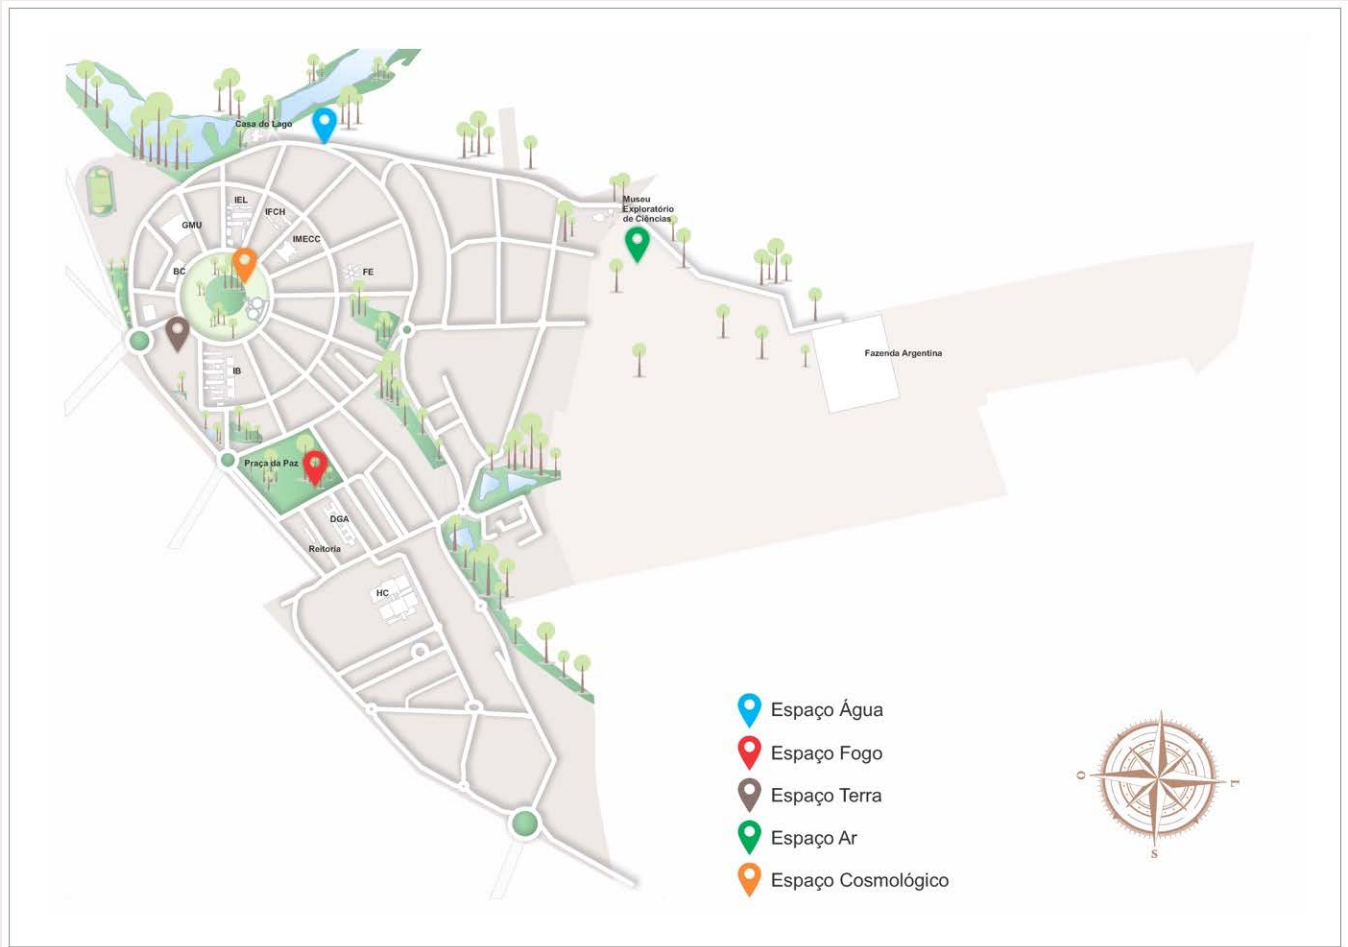 Casa do Lago
IEL
IFCH
GMU
IMECC
BC
FE
IB
Museu
Exploratório
de Ciências
Fazenda Argentina
Praça da Paz
DGA
Reitoria
HC
Espaço Água
Espaço Fogo
Espaço Terra
Espaço Ar
Espaço Cosmológico
O
L
S